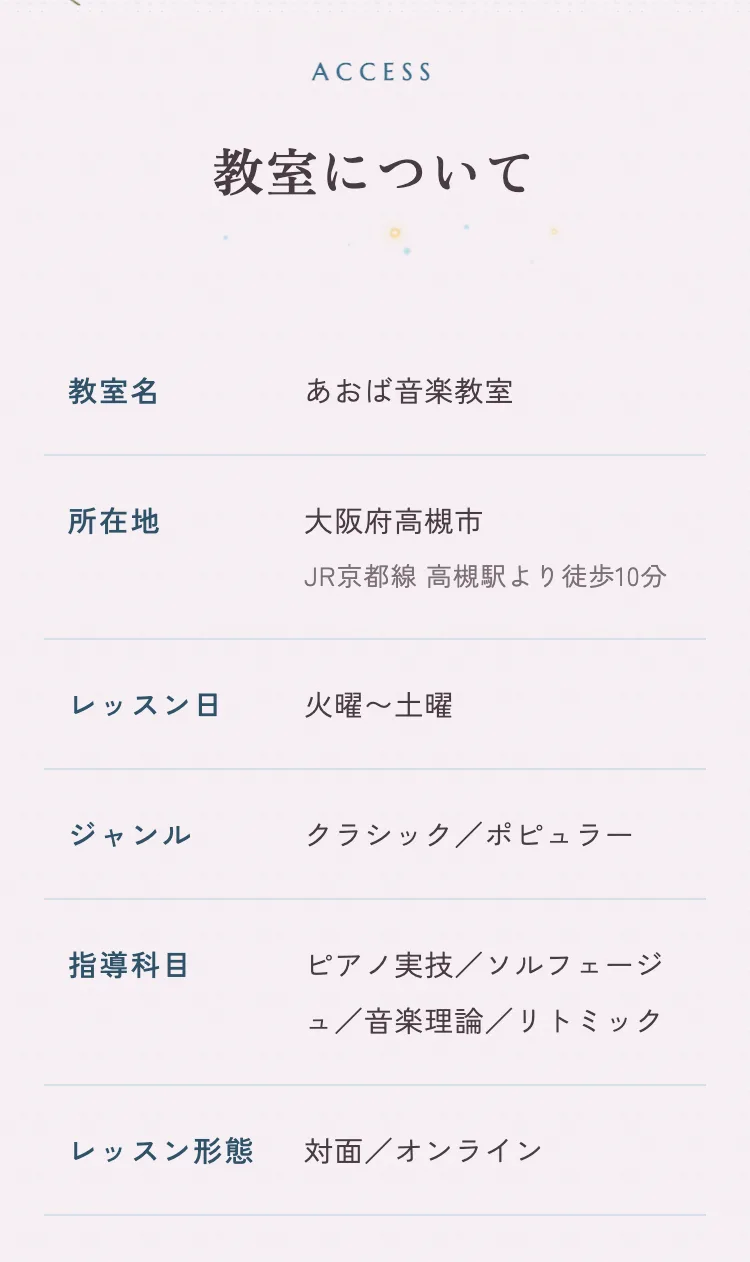 ACCESS
教室について
教室名
あおば音楽教室
所在地
大阪府高槻市
JR京都線 高槻駅より徒歩10分
レッスン日
火曜〜土曜
ジャンル
クラシック／ポピュラー
指導科目
ピアノ実技／ソルフェージ
ュ／音楽理論／リトミック
レッスン形態
対面／オンライン